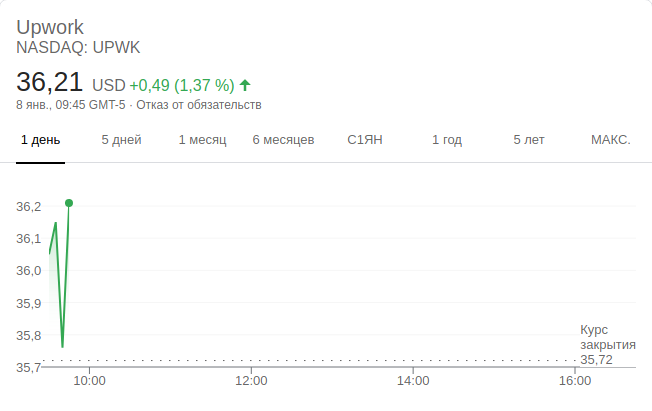 Upwork
NASDAQ: UPWK
36,21 USD +0,49 (1,37 %)
8 янв., 09:45 GMT-5 · Отказ от обязательств
1 день 5 дней 1 месяц 6 месяцев С1ЯН 1 год 5 лет МАКС.
36,2
36,1
36,0
35,9
35,8
35,7
Курс
закрытия
35,72
10:00 12:00 14:00 16:00